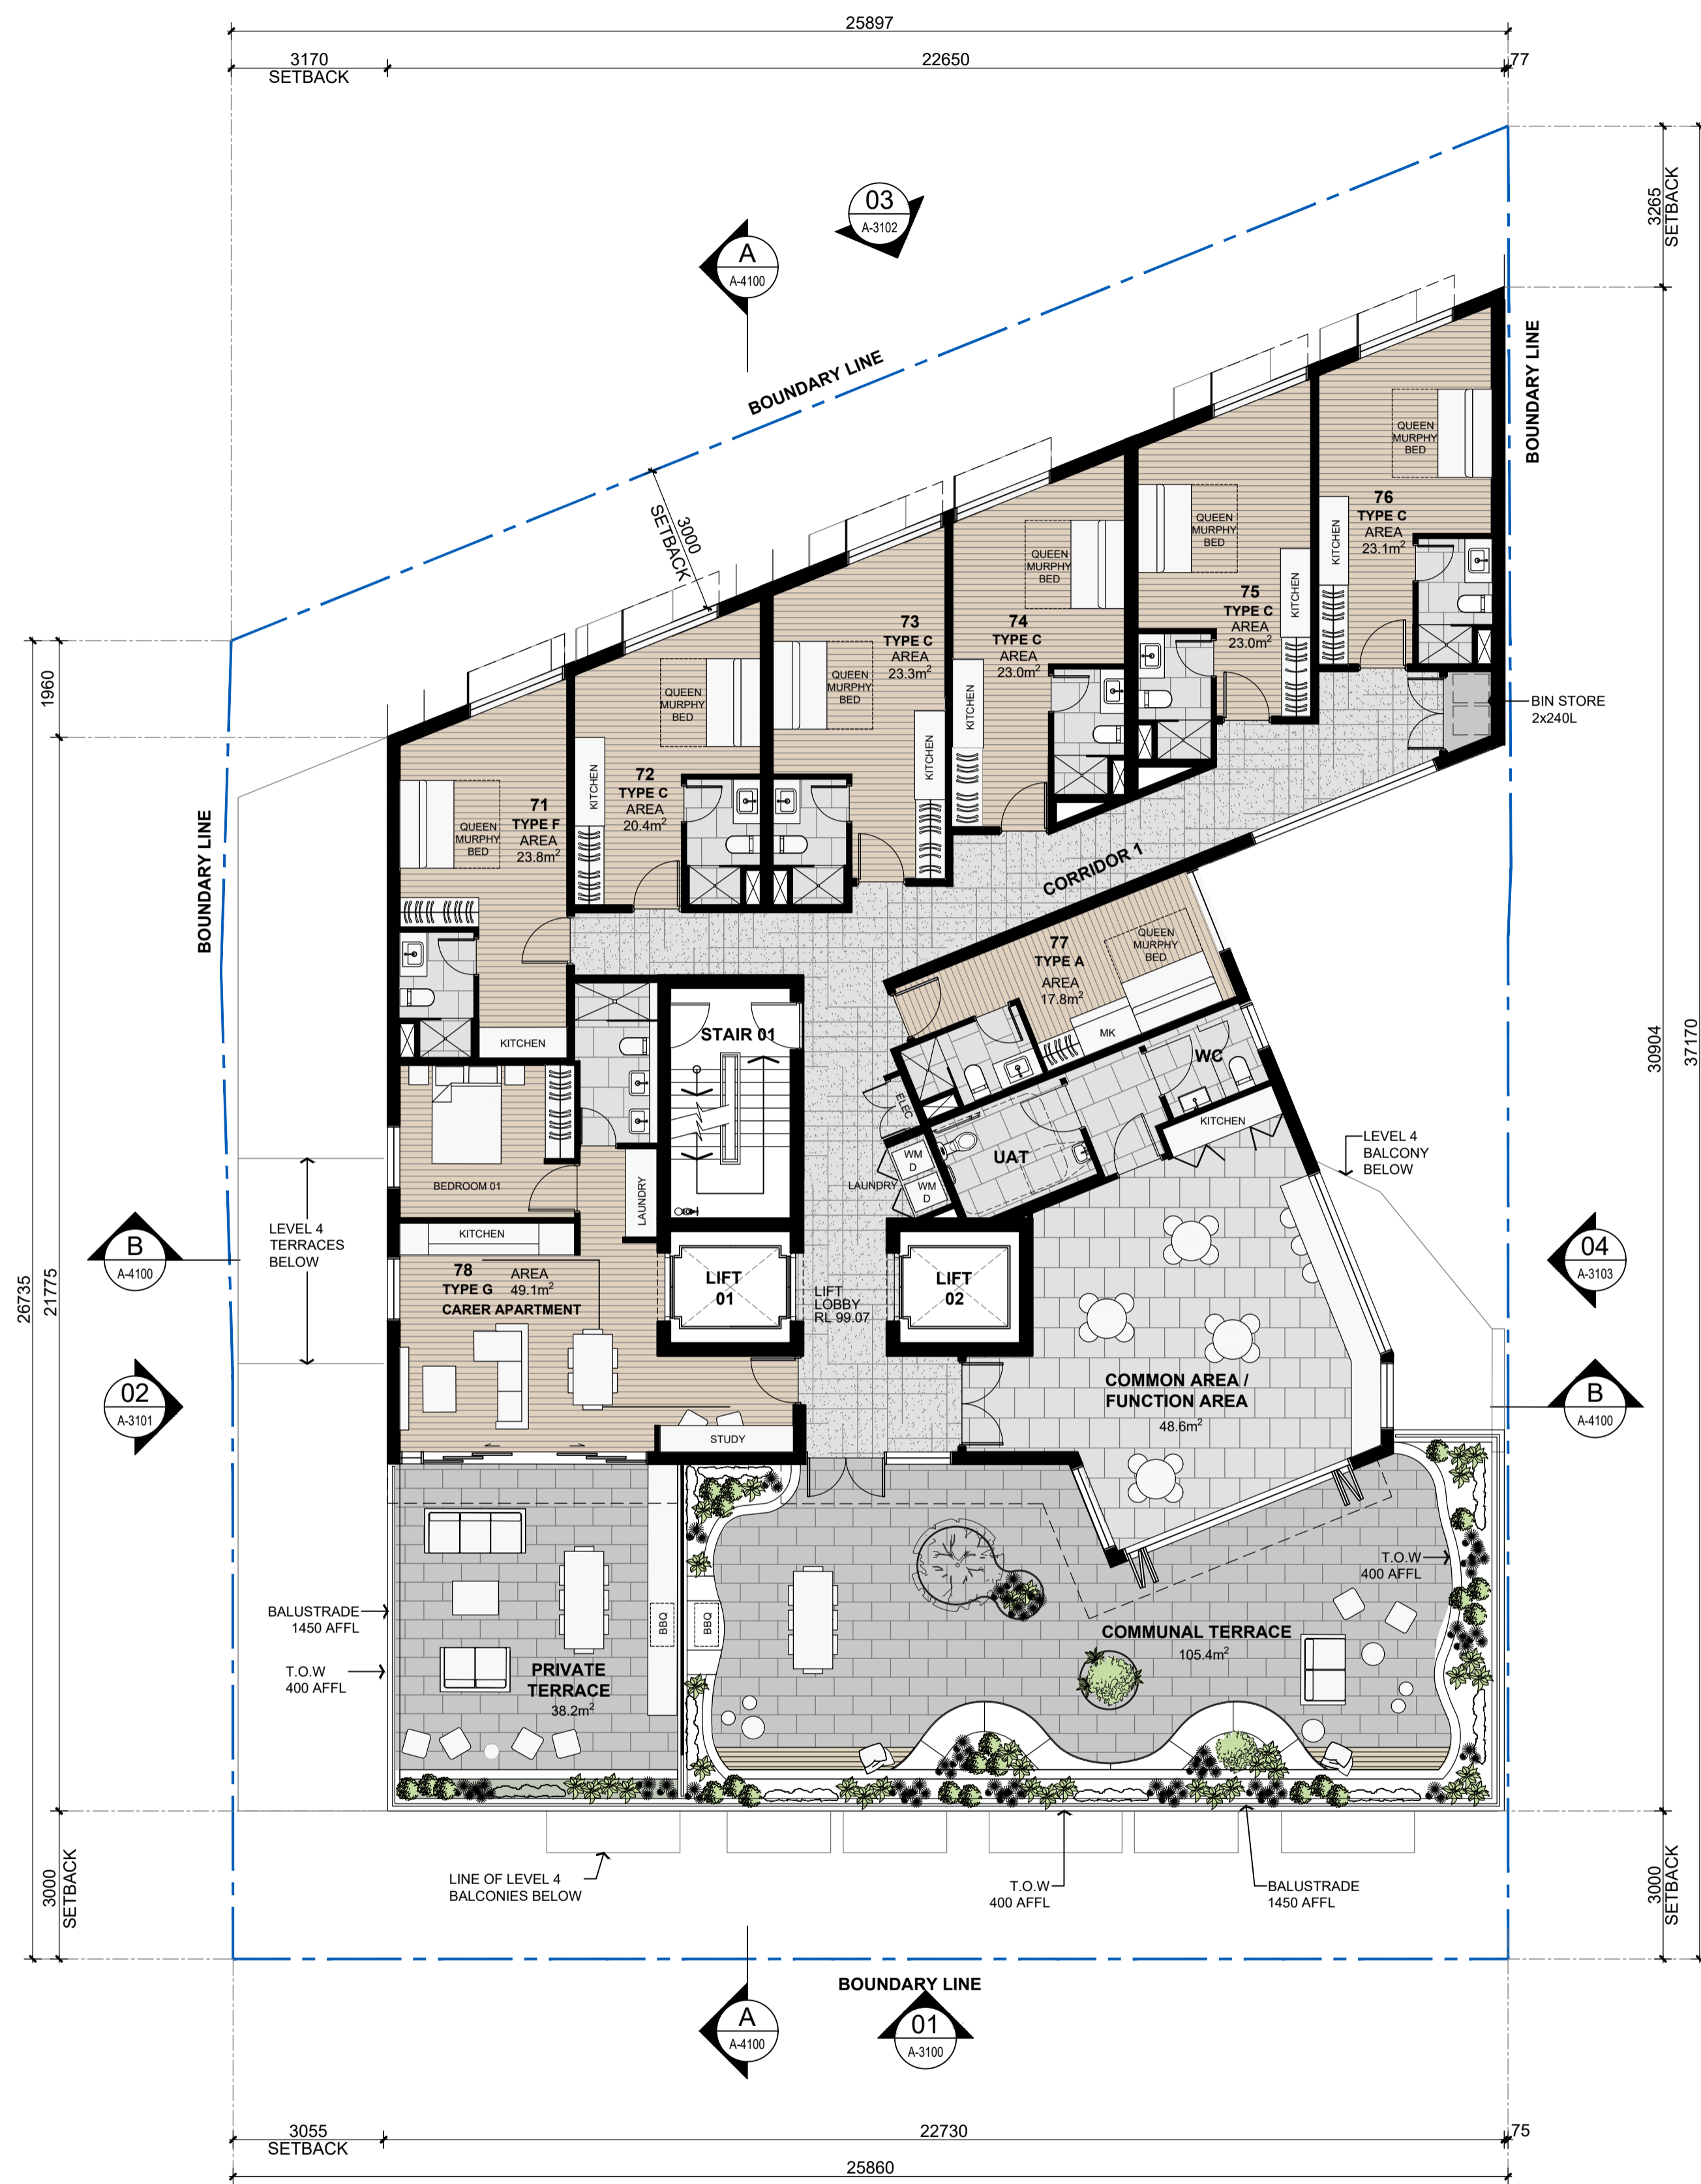 25897
3170
SETBACK
22650
77
3265
SETBACK
03
A-3102
A
A-4100
BOUNDARY LINE
BOUNDARY LINE
3000
SETBACK
QUEEN
MURPHY
BED
76
TYPE C
AREA
23.1m²
KITCHEN
QUEEN
MURPHY
BED
75
TYPE C
AREA
23.0m²
KITCHEN
QUEEN
MURPHY
BED
74
TYPE C
AREA
23.0m²
KITCHEN
73
TYPE C
AREA
23.3m²
QUEEN
MURPHY
BED
KITCHEN
QUEEN
MURPHY
BED
72
TYPE C
AREA
20.4m²
KITCHEN
71
TYPE F
AREA
23.8m²
QUEEN
MURPHY
BED
KITCHEN
BIN STORE
2x240L
1960
BOUNDARY LINE
CORRIDOR 1
77
TYPE A
AREA
17.8m²
QUEEN
MURPHY
BED
MK
STAIR 01
WC
ELEC
KITCHEN
UAT
WM
D
WM
D
LAUNDRY
LEVEL 4
BALCONY
BELOW
30904
37170
BEDROOM 01
LAUNDRY
KITCHEN
LEVEL 4
TERRACES
BELOW
B
A-4100
04
A-3103
26735
21775
78
TYPE G
AREA
49.1m²
CARER APARTMENT
LIFT
01
LIFT
LOBBY
RL 99.07
LIFT
02
02
A-3101
COMMON AREA /
FUNCTION AREA
48.6m²
B
A-4100
STUDY
T.O.W
400 AFFL
BALUSTRADE
1450 AFFL
BBQ
BBQ
COMMUNAL TERRACE
105.4m²
T.O.W
400 AFFL
PRIVATE
TERRACE
38.2m²
3000
SETBACK
LINE OF LEVEL 4
BALCONIES BELOW
T.O.W
400 AFFL
BALUSTRADE
1450 AFFL
3000
SETBACK
BOUNDARY LINE
A
A-4100
01
A-3100
3055
SETBACK
22730
75
25860